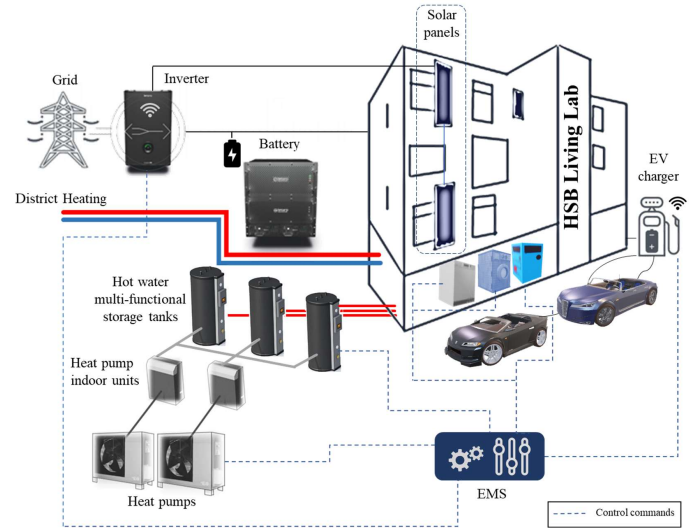 Solar
panels
Grid
Inverter
Battery
HSB Living Lab
EV
charger
District Heating
Hot water
multi-functional
storage tanks
Heat pump
indoor units
Heat pumps
EMS
Control commands